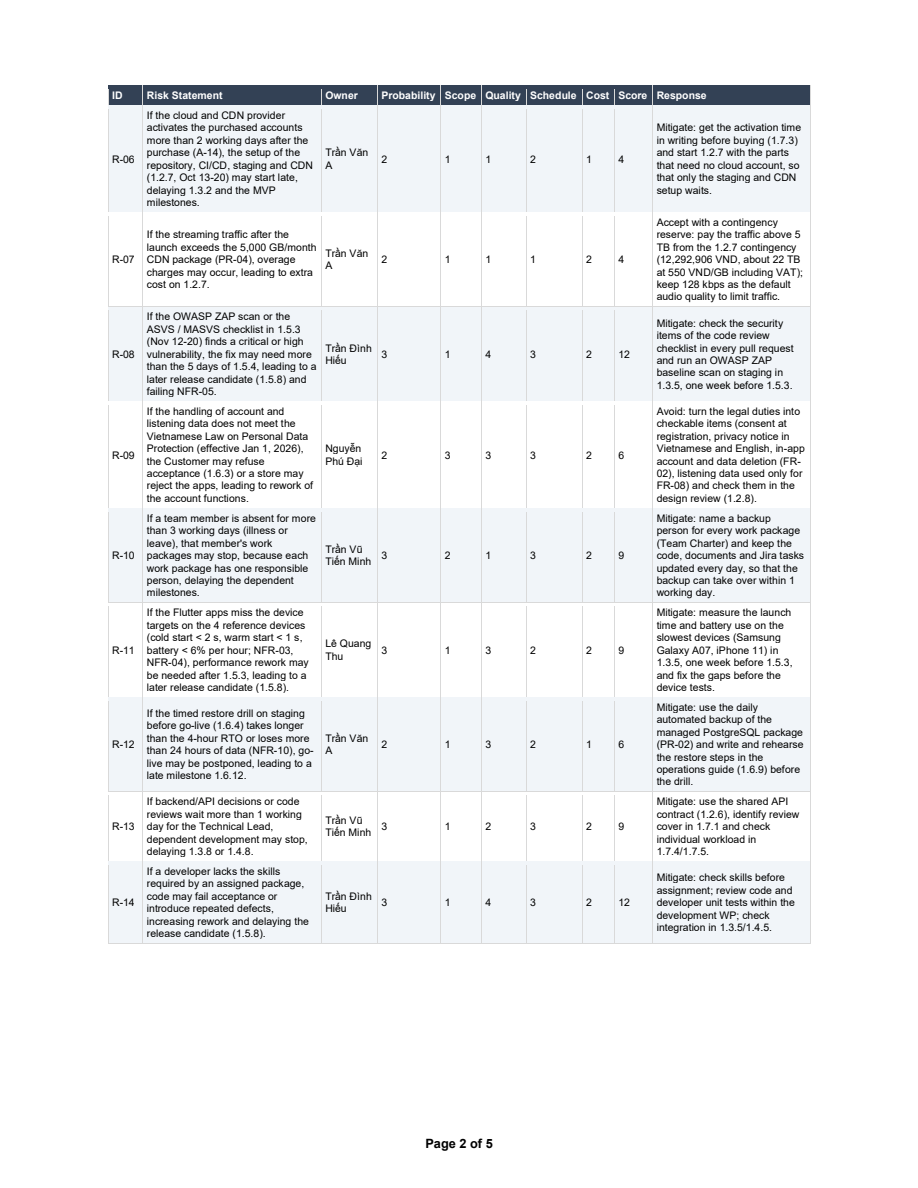 ID Risk Statement Owner Probability Scope Quality Schedule Cost Score Response
R-06
If the cloud and CDN provider
activates the purchased accounts
more than 2 working days after the
purchase (A-14), the setup of the
repository, CI/CD, staging and CDN
(1.2.7, Oct 13-20) may start late,
delaying 1.3.2 and the MVP
milestones.
Trần Văn
A
2 1 1 2 1 4
Mitigate: get the activation time
in writing before buying (1.7.3)
and start 1.2.7 with the parts
that need no cloud account, so
that only the staging and CDN
setup waits.
R-07
If the streaming traffic after the
launch exceeds the 5,000 GB/month
CDN package (PR-04), overage
charges may occur, leading to extra
cost on 1.2.7.
Trần Văn
A
2 1 1 1 2 4
Accept with a contingency
reserve: pay the traffic above 5
TB from the 1.2.7 contingency
(12,292,906 VND, about 22 TB
at 550 VND/GB including VAT);
keep 128 kbps as the default
audio quality to limit traffic.
R-08
If the OWASP ZAP scan or the
ASVS / MASVS checklist in 1.5.3
(Nov 12-20) finds a critical or high
vulnerability, the fix may need more
than the 5 days of 1.5.4, leading to a
later release candidate (1.5.8) and
failing NFR-05.
Trần Đình
Hiếu
3 1 4 3 2 12
Mitigate: check the security
items of the code review
checklist in every pull request
and run an OWASP ZAP
baseline scan on staging in
1.3.5, one week before 1.5.3.
R-09
If the handling of account and
listening data does not meet the
Vietnamese Law on Personal Data
Protection (effective Jan 1, 2026),
the Customer may refuse
acceptance (1.6.3) or a store may
reject the apps, leading to rework of
the account functions.
Nguyễn
Phú Đại
2 3 3 3 2 6
Avoid: turn the legal duties into
checkable items (consent at
registration, privacy notice in
Vietnamese and English, in-app
account and data deletion (FR-
02), listening data used only for
FR-08) and check them in the
design review (1.2.8).
R-10
If a team member is absent for more
than 3 working days (illness or
leave), that member's work
packages may stop, because each
work package has one responsible
person, delaying the dependent
milestones.
Trần Vũ
Tiến Minh
3 2 1 3 2 9
Mitigate: name a backup
person for every work package
(Team Charter) and keep the
code, documents and Jira tasks
updated every day, so that the
backup can take over within 1
working day.
R-11
If the Flutter apps miss the device
targets on the 4 reference devices
(cold start < 2 s, warm start < 1 s,
battery < 6% per hour; NFR-03,
NFR-04), performance rework may
be needed after 1.5.3, leading to a
later release candidate (1.5.8).
Lê Quang
Thu
3 1 3 2 2 9
Mitigate: measure the launch
time and battery use on the
slowest devices (Samsung
Galaxy A07, iPhone 11) in
1.3.5, one week before 1.5.3,
and fix the gaps before the
device tests.
R-12
If the timed restore drill on staging
before go-live (1.6.4) takes longer
than the 4-hour RTO or loses more
than 24 hours of data (NFR-10), go-
live may be postponed, leading to a
late milestone 1.6.12.
Trần Văn
A
2 1 3 2 1 6
Mitigate: use the daily
automated backup of the
managed PostgreSQL package
(PR-02) and write and rehearse
the restore steps in the
operations guide (1.6.9) before
the drill.
R-13
If backend/API decisions or code
reviews wait more than 1 working
day for the Technical Lead,
dependent development may stop,
delaying 1.3.8 or 1.4.8.
Trần Vũ
Tiến Minh
3 1 2 3 2 9
Mitigate: use the shared API
contract (1.2.6), identify review
cover in 1.7.1 and check
individual workload in
1.7.4/1.7.5.
R-14
If a developer lacks the skills
required by an assigned package,
code may fail acceptance or
introduce repeated defects,
increasing rework and delaying the
release candidate (1.5.8).
Trần Đình
Hiếu
3 1 4 3 2 12
Mitigate: check skills before
assignment; review code and
developer unit tests within the
development WP; check
integration in 1.3.5/1.4.5.
Page 2 of 5